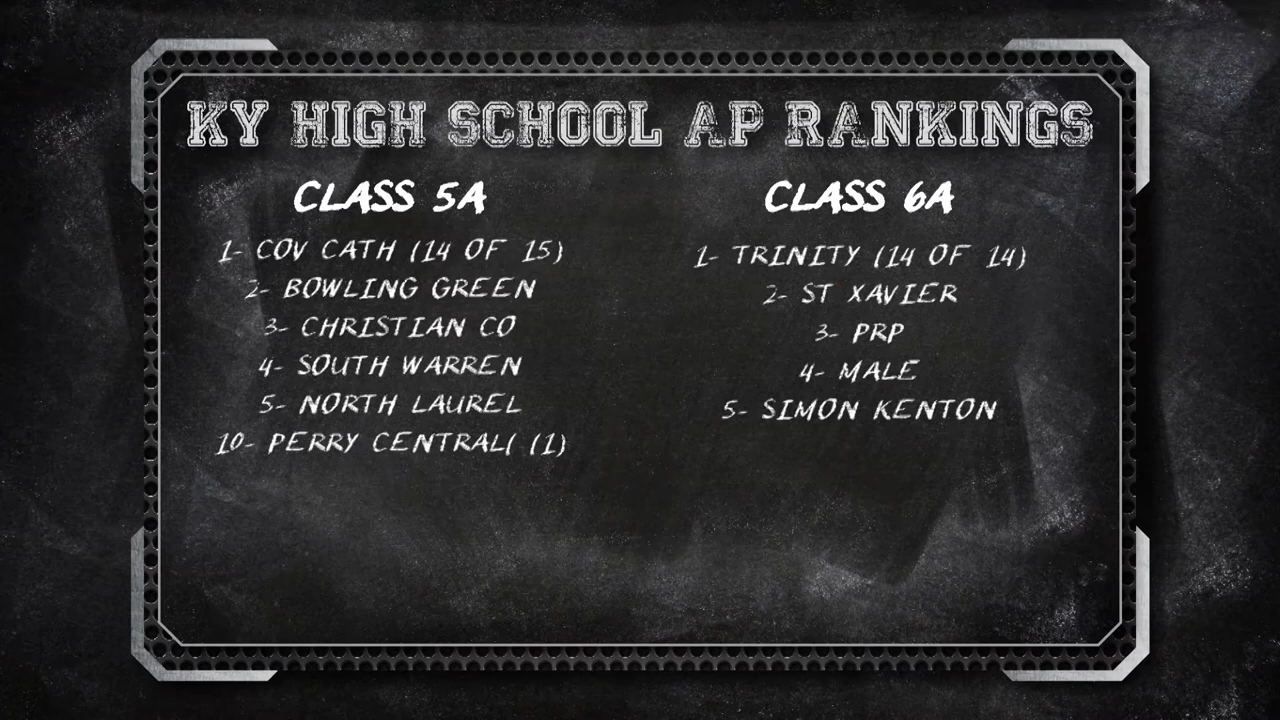 KY HIGH SCHOOL AP RANKINGS
CLASS 5A
1- COV CATH (14 OF 15)
2- BOWLING GREEN
3- CHRISTIAN CO
4- SOUTH WARREN
5- NORTH LAUREL
10- PERRY CENTRAL( (1)
CLASS 6A
1- TRINITY (14 OF 14)
2- ST XAVIER
3- PRP
4- MALE
5- SIMON KENTON